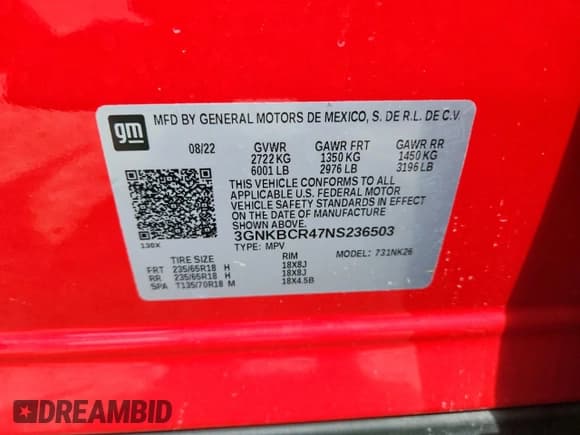 gm
MFD BY GENERAL MOTORS DE MEXICO, S. DE R.L. DE C.V.
08/22 GVWR GAWR FRT GAWR RR
2722 KG 1350 KG 1450 KG
6001 LB 2976 LB 3196 LB
THIS VEHICLE CONFORMS TO ALL
APPLICABLE U.S. FEDERAL MOTOR
VEHICLE SAFETY STANDARDS IN EFFECT
ON THE DATE OF MANUFACTURE
SHOWN ABOVE.
3GNKBCR47NS236503
130X TYPE: MPV MODEL: 731NK26
TIRE SIZE RIM
FRT 235/65R18 H 18X8J
RR 235/65R18 H 18X8J
SPA T135/70R18 M 18X4.5B
DREAMBID